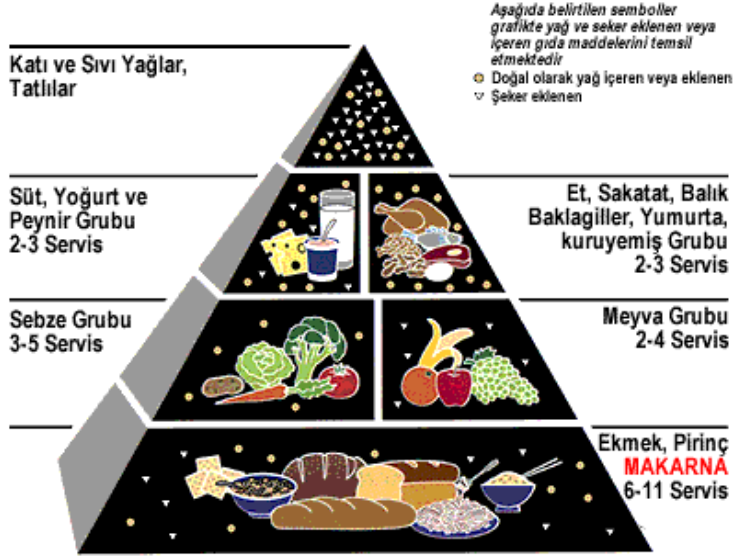 Aşağıda belirtilen semboller
grafikte yağ ve seker eklenen veya
içeren gıda maddelerini temsil
etmektedir
Doğal olarak yağ içeren veya eklenen
Şeker eklenen
Katı ve Sıvı Yağlar,
Tatlılar
Süt, Yoğurt ve
Peynir Grubu
2-3 Servis
Et, Sakatat, Balık
Baklagiller, Yumurta,
kuruyemiş Grubu
2-3 Servis
Sebze Grubu
3-5 Servis
Meyva Grubu
2-4 Servis
Ekmek, Pirinç
MAKARNA
6-11 Servis